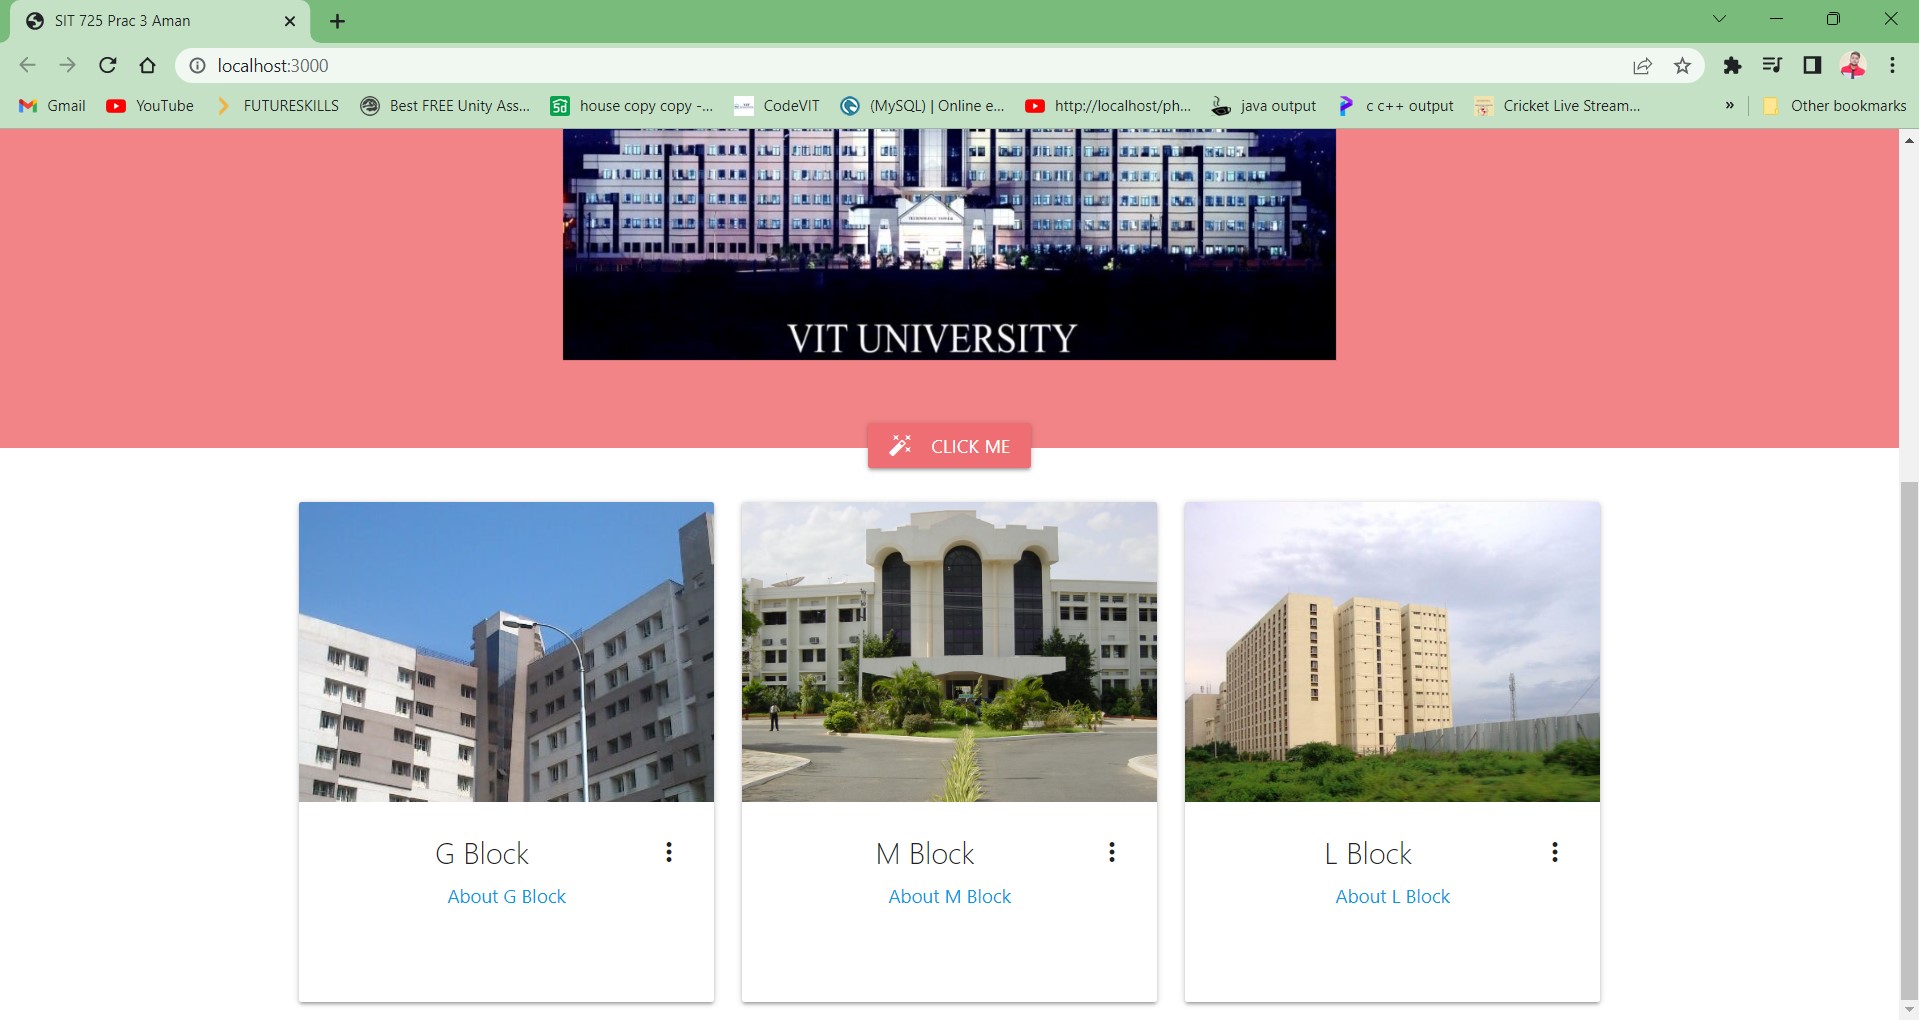 SIT 725 Prac 3 Aman
localhost:3000
Gmail YouTube FUTURESKILLS Best FREE Unity Ass... house copy copy -... CodeVIT (MySQL) | Online e... http://localhost/ph... java output c c++ output Cricket Live Stream... » Other bookmarks
VIT UNIVERSITY
CLICK ME
G Block M Block L Block
About G Block About M Block About L Block